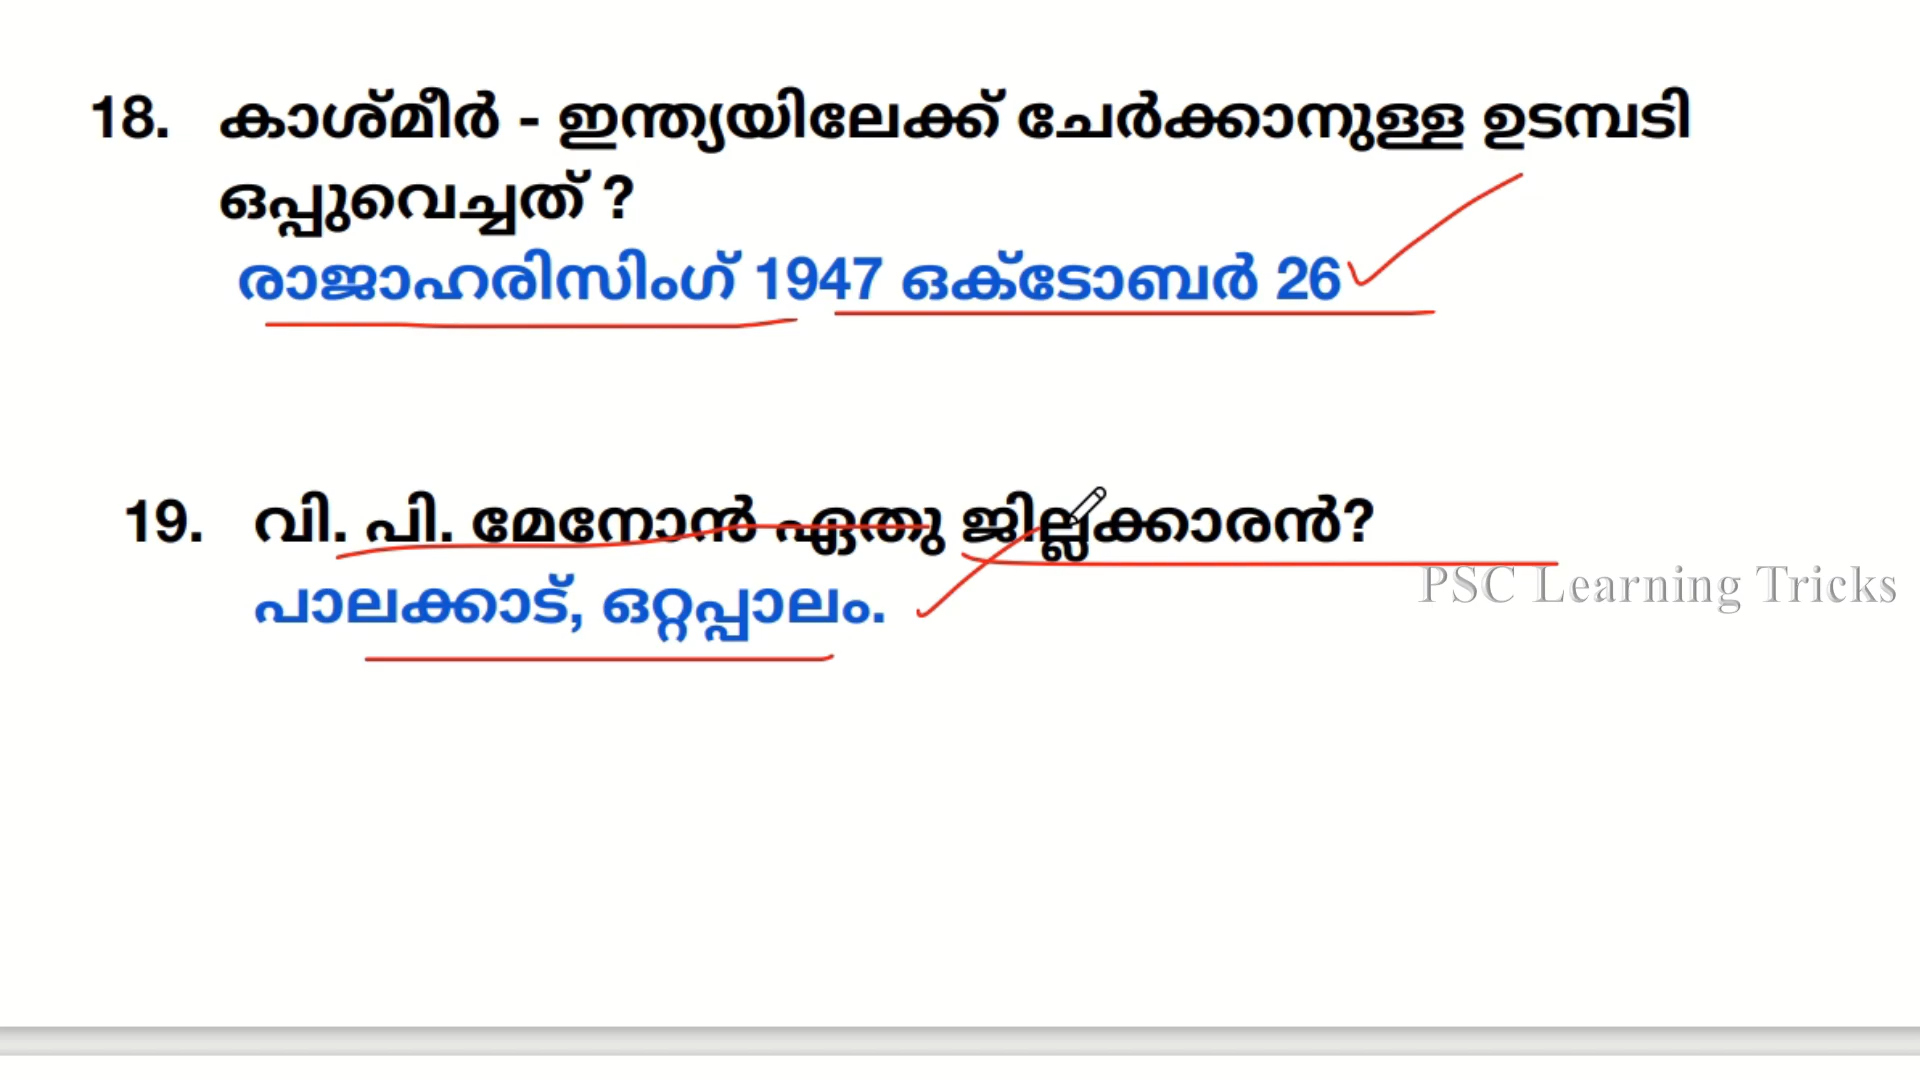 18. കാശ്മീർ - ഇന്ത്യയിലേക്ക് ചേർക്കാനുള്ള ഉടമ്പടി
ഒപ്പുവെച്ചത് ?
രാജാഹരിസിംഗ് 1947 ഒക്ടോബർ 26
19. വി. പി. മേനോൻ ഏതു ജില്ലക്കാരൻ?
PSC Learning Tricks
പാലക്കാട്, ഒറ്റപ്പാലം.